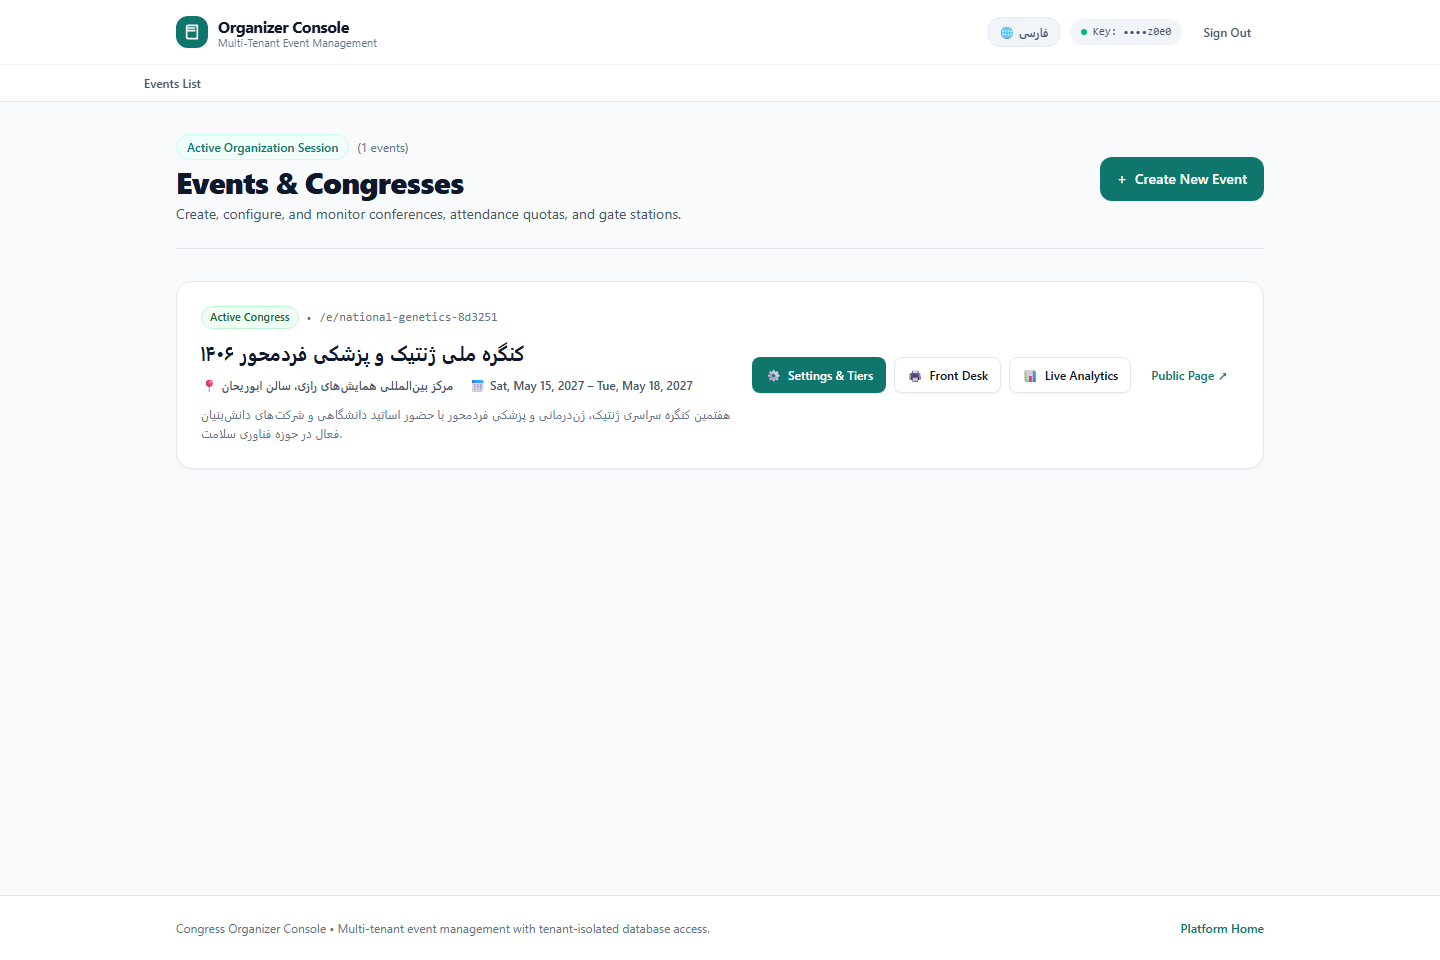 Organizer Console
Multi-Tenant Event Management
🌐 فارسی
Key: ••••z0e0
Sign Out
Events List
Active Organization Session
(1 events)
Events & Congresses
Create, configure, and monitor conferences, attendance quotas, and gate stations.
+ Create New Event
Active Congress • /e/national-genetics-8d3251
کنگره ملی ژنتیک و پزشکی فردمحور ۱۴۰۶
📍 مرکز بین‌المللی همایش‌های رازی، سالن ابوریحان
📅 Sat, May 15, 2027 – Tue, May 18, 2027
هفتمین کنگره سراسری ژنتیک، ژن‌درمانی و پزشکی فردمحور با حضور اساتید دانشگاهی و شرکت‌های دانش‌بنیان
فعال در حوزه فناوری سلامت.
⚙️ Settings & Tiers
🖨️ Front Desk
📊 Live Analytics
Public Page ↗
Congress Organizer Console • Multi-tenant event management with tenant-isolated database access.
Platform Home